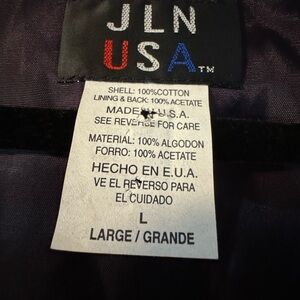 JLN
USA™
SHELL: 100%COTTON
LINING & BACK: 100% ACETATE
MADE IN U.S.A.
SEE REVERSE FOR CARE
MATERIAL: 100% ALGODON
FORRO: 100% ACETATE
HECHO EN E.U.A.
VE EL REVERSO PARA
EL CUIDADO
L
LARGE / GRANDE